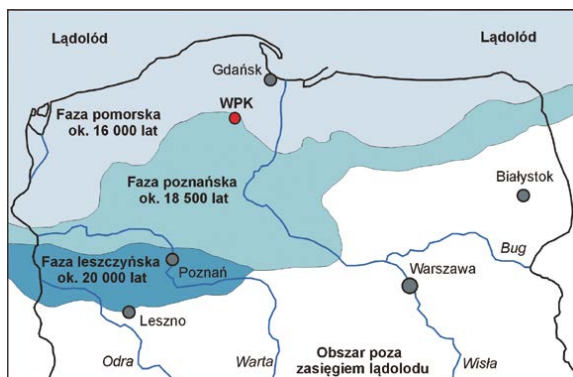 Lądolód
Lądolód
Gdańsk
WPK
Faza pomorska
ok. 16 000 lat
Faza poznańska
ok. 18 500 lat
Białystok
Faza leszczyńska
ok. 20 000 lat
Poznań
Bug
Warszawa
Leszno
Odra
Warta
Obszar poza
zasięgiem lądolodu
Wisła